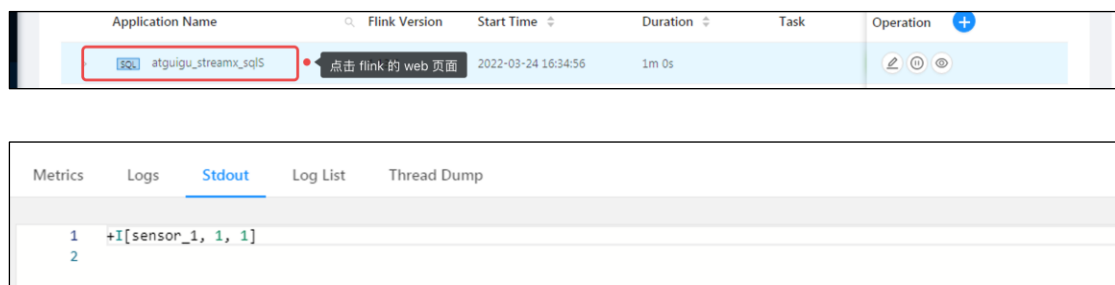 Application Name Flink Version Start Time Duration Task Operation
SQL atguigu_streamx_sqlS 点击 flink 的 web 页面 2022-03-24 16:34:56 1m 0s
Metrics Logs Stdout Log List Thread Dump
1 +I[sensor_1, 1, 1]
2